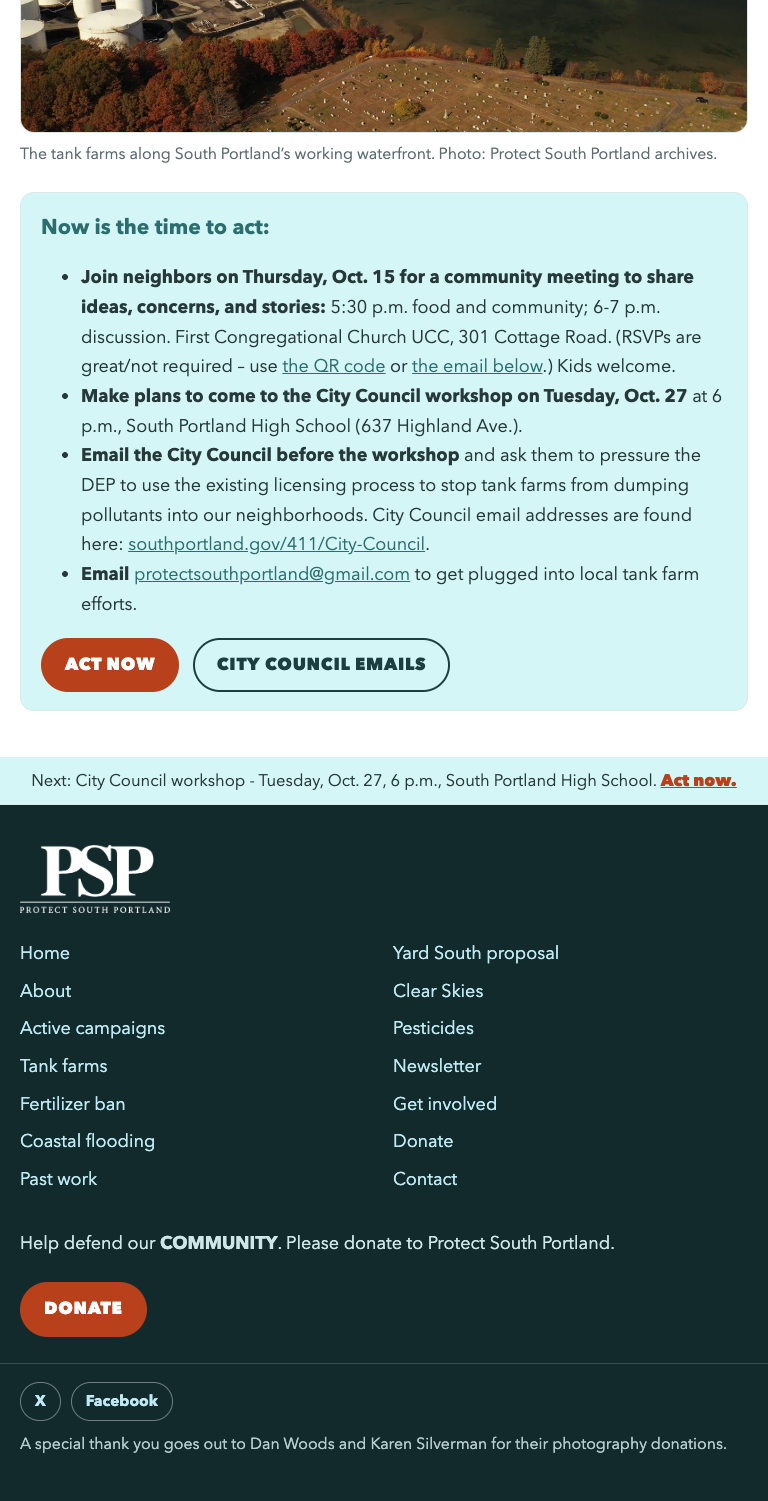 The tank farms along South Portland’s working waterfront. Photo: Protect South Portland archives.
Now is the time to act:
• Join neighbors on Thursday, Oct. 15 for a community meeting to share
ideas, concerns, and stories: 5:30 p.m. food and community; 6-7 p.m.
discussion. First Congregational Church UCC, 301 Cottage Road. (RSVPs are
great/not required – use the QR code or the email below.) Kids welcome.
• Make plans to come to the City Council workshop on Tuesday, Oct. 27 at 6
p.m., South Portland High School (637 Highland Ave.).
• Email the City Council before the workshop and ask them to pressure the
DEP to use the existing licensing process to stop tank farms from dumping
pollutants into our neighborhoods. City Council email addresses are found
here: southportland.gov/411/City-Council.
• Email protectsouthportland@gmail.com to get plugged into local tank farm
efforts.
ACT NOW
CITY COUNCIL EMAILS
Next: City Council workshop - Tuesday, Oct. 27, 6 p.m., South Portland High School. Act now.
PSP
PROTECT SOUTH PORTLAND
Home
About
Active campaigns
Tank farms
Fertilizer ban
Coastal flooding
Past work
Yard South proposal
Clear Skies
Pesticides
Newsletter
Get involved
Donate
Contact
Help defend our COMMUNITY. Please donate to Protect South Portland.
DONATE
X
Facebook
A special thank you goes out to Dan Woods and Karen Silverman for their photography donations.